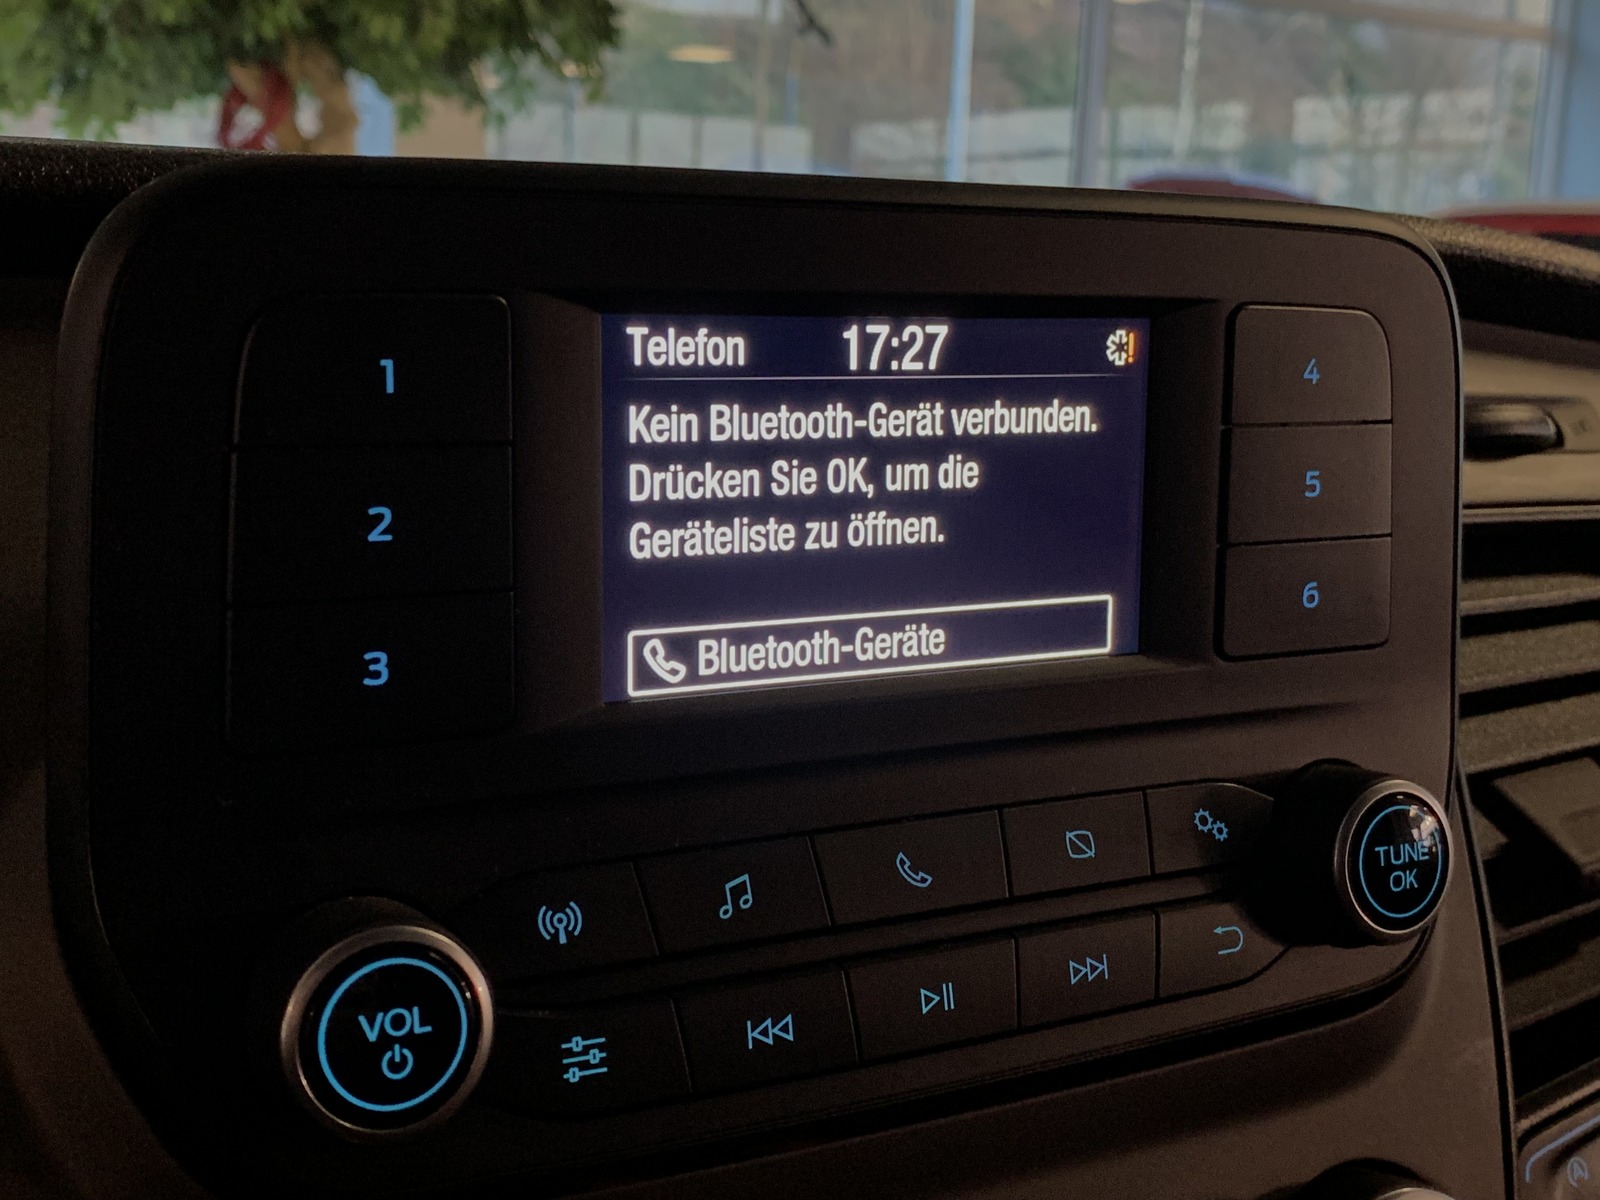 Telefon 17:27
Kein Bluetooth-Gerät verbunden.
Drücken Sie OK, um die
Geräteliste zu öffnen.
Bluetooth-Geräte
1
2
3
4
5
6
TUNE
OK
VOL
A